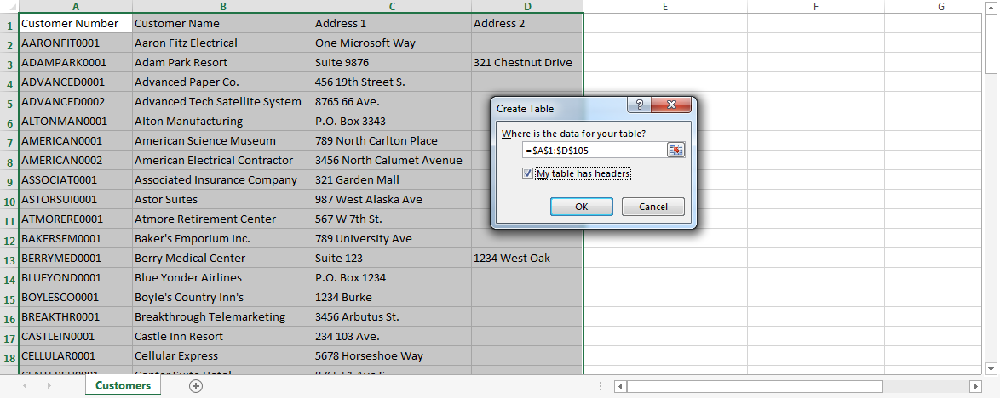 A B C D E F G
1 Customer Number Customer Name Address 1 Address 2
2 AARONFIT0001 Aaron Fitz Electrical One Microsoft Way
3 ADAMPARK0001 Adam Park Resort Suite 9876 321 Chestnut Drive
4 ADVANCED0001 Advanced Paper Co. 456 19th Street S.
5 ADVANCED0002 Advanced Tech Satellite System 8765 66 Ave.
6 ALTONMAN0001 Alton Manufacturing P.O. Box 3343
7 AMERICAN0001 American Science Museum 789 North Carlton Place
8 AMERICAN0002 American Electrical Contractor 3456 North Calumet Avenue
9 ASSOCIAT0001 Associated Insurance Company 321 Garden Mall
10 ASTORSUI0001 Astor Suites 987 West Alaska Ave
11 ATMORERE0001 Atmore Retirement Center 567 W 7th St.
12 BAKERSEM0001 Baker's Emporium Inc. 789 University Ave
13 BERRYMED0001 Berry Medical Center Suite 123 1234 West Oak
14 BLUEYOND0001 Blue Yonder Airlines P.O. Box 1234
15 BOYLESCO0001 Boyle's Country Inn's 1234 Burke
16 BREAKTHR0001 Breakthrough Telemarketing 3456 Arbutus St.
17 CASTLEIN0001 Castle Inn Resort 234 103 Ave.
18 CELLULAR0001 Cellular Express 5678 Horseshoe Way
Create Table
?
Where is the data for your table?
=$A$1:$D$105
My table has headers
OK Cancel
Customers